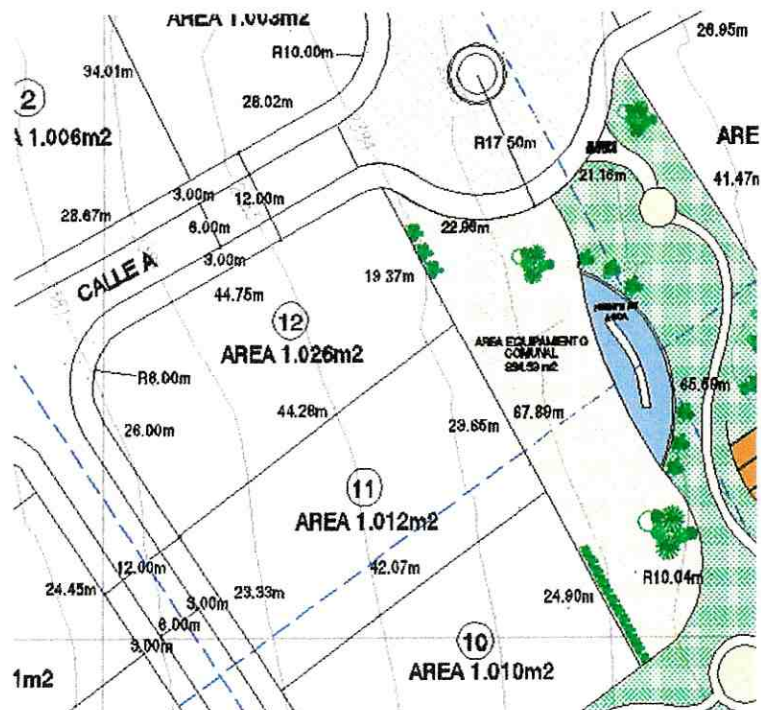 AREA 1.003m2
R10.00m
26.95m
34.01m
2
28.02m
A 1.006m2
R17.50m
ARE
21.16m
41.47m
3.00m
12.00m
28.67m
6.00m
22.96m
3.00m
CALLE A
19.37m
44.75m
12
AREA 1.026m2
AREA EQUIPAMIENTO
COMUNAL
R8.00m
65.59m
44.28m
67.89m
26.00m
23.65m
11
AREA 1.012m2
12.00m
42.07m
R10.04m
24.45m
23.33m
24.90m
3.00m
6.00m
3.00m
10
1m2
AREA 1.010m2